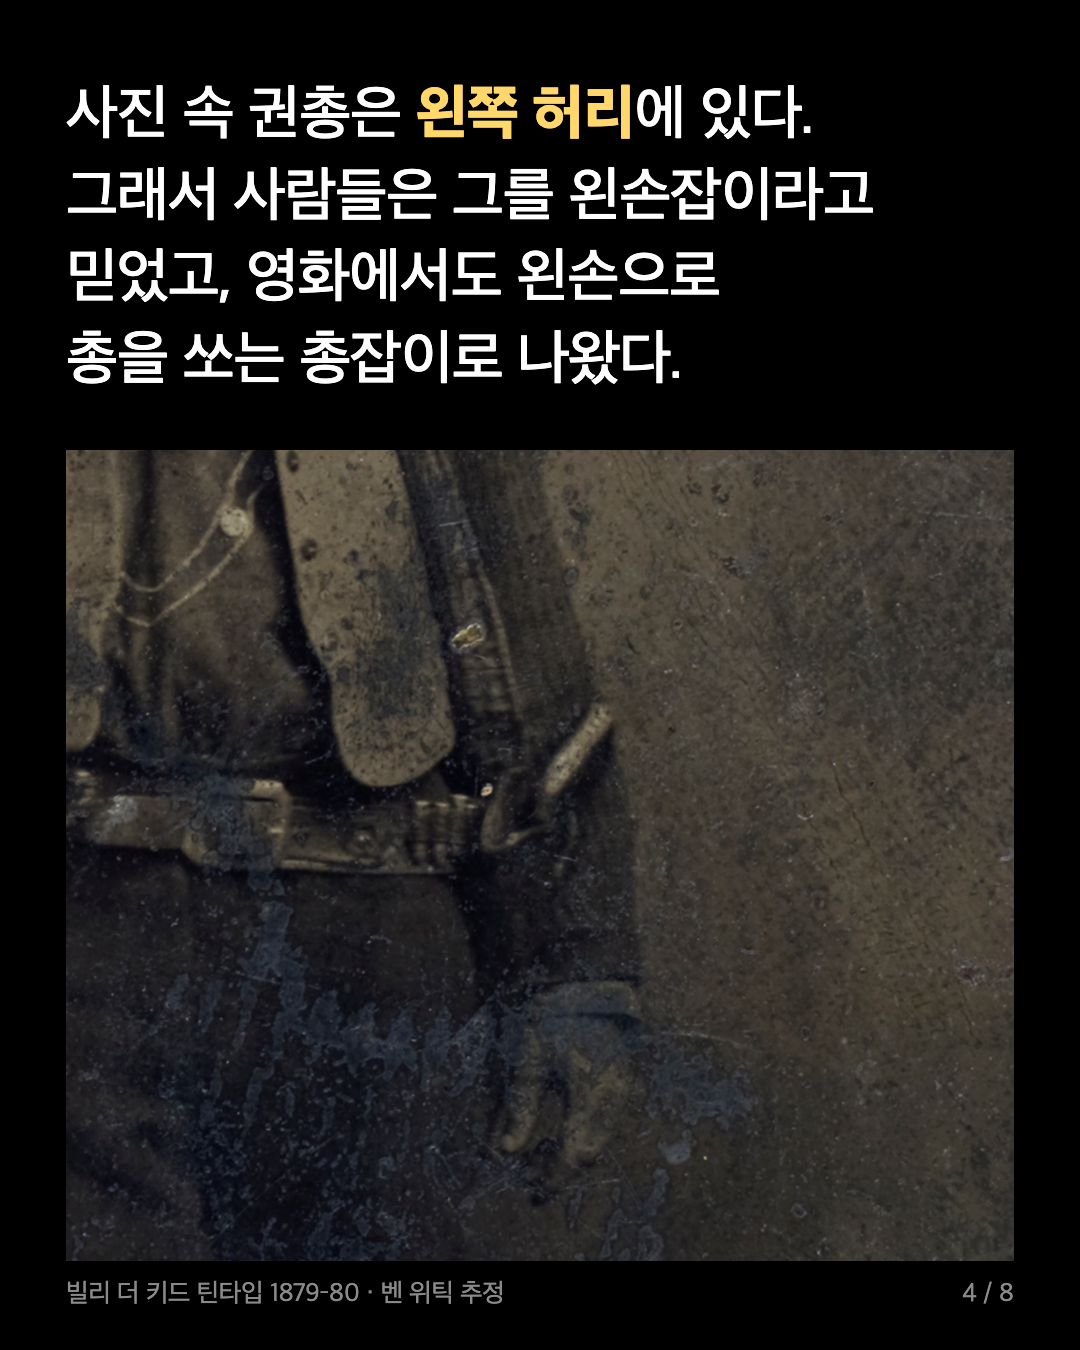 사진 속 권총은 왼쪽 허리에 있다.
그래서 사람들은 그를 왼손잡이라고
믿었고, 영화에서도 왼손으로
총을 쏘는 총잡이로 나왔다.
빌리 더 키드 틴타입 1879-80 · 벤 위틱 추정
4 / 8